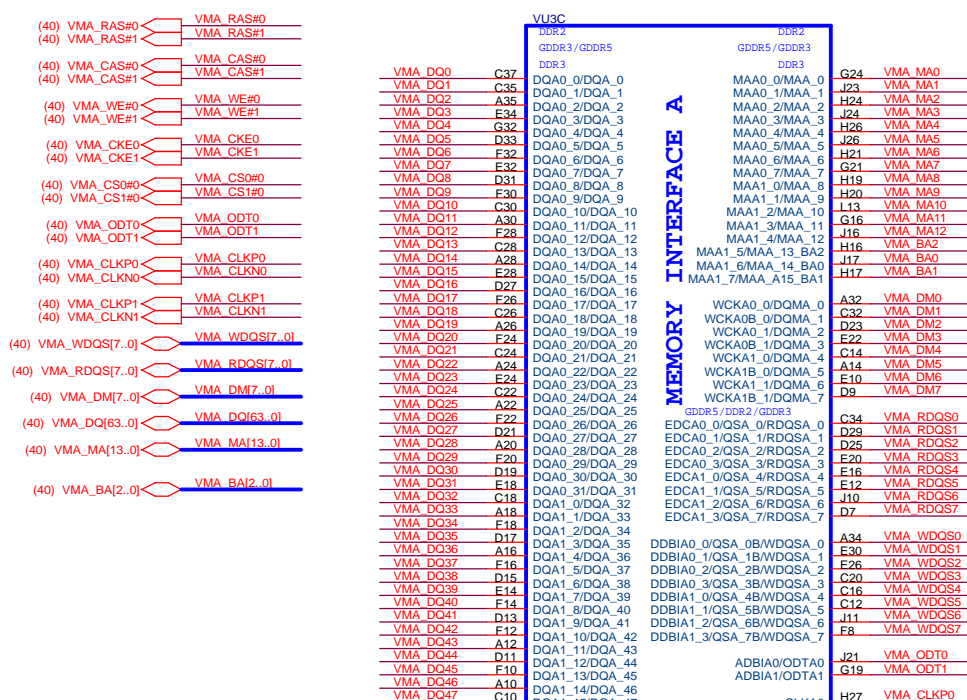 (40) VMA_RAS#0 VMA_RAS#0
(40) VMA_RAS#1 VMA_RAS#1
(40) VMA_CAS#0 VMA_CAS#0
(40) VMA_CAS#1 VMA_CAS#1
(40) VMA_WE#0 VMA_WE#0
(40) VMA_WE#1 VMA_WE#1
(40) VMA_CKE0 VMA_CKE0
(40) VMA_CKE1 VMA_CKE1
(40) VMA_CS0#0 VMA_CS0#0
(40) VMA_CS1#0 VMA_CS1#0
(40) VMA_ODT0 VMA_ODT0
(40) VMA_ODT1 VMA_ODT1
(40) VMA_CLKP0 VMA_CLKP0
(40) VMA_CLKN0 VMA_CLKN0
(40) VMA_CLKP1 VMA_CLKP1
(40) VMA_CLKN1 VMA_CLKN1
(40) VMA_WDQS[7..0] VMA_WDQS[7..0]
(40) VMA_RDQS[7..0] VMA_RDQS[7..0]
(40) VMA_DM[7..0] VMA_DM[7..0]
(40) VMA_DQ[63..0] VMA_DQ[63..0]
(40) VMA_MA[13..0] VMA_MA[13..0]
(40) VMA_BA[2..0] VMA_BA[2..0]
VU3C
DDR2 DDR2
GDDR3/GDDR5 GDDR5/GDDR3
DDR3 DDR3
VMA_DQ0 C37 DQA0_0/DQA_0
VMA_DQ1 C35 DQA0_1/DQA_1
VMA_DQ2 A35 DQA0_2/DQA_2
VMA_DQ3 E34 DQA0_3/DQA_3
VMA_DQ4 G32 DQA0_4/DQA_4
VMA_DQ5 D33 DQA0_5/DQA_5
VMA_DQ6 F32 DQA0_6/DQA_6
VMA_DQ7 E32 DQA0_7/DQA_7
VMA_DQ8 D31 DQA0_8/DQA_8
VMA_DQ9 F30 DQA0_9/DQA_9
VMA_DQ10 C30 DQA0_10/DQA_10
VMA_DQ11 A30 DQA0_11/DQA_11
VMA_DQ12 F28 DQA0_12/DQA_12
VMA_DQ13 C28 DQA0_13/DQA_13
VMA_DQ14 A28 DQA0_14/DQA_14
VMA_DQ15 E28 DQA0_15/DQA_15
VMA_DQ16 D27 DQA0_16/DQA_16
VMA_DQ17 F26 DQA0_17/DQA_17
VMA_DQ18 C26 DQA0_18/DQA_18
VMA_DQ19 A26 DQA0_19/DQA_19
VMA_DQ20 F24 DQA0_20/DQA_20
VMA_DQ21 C24 DQA0_21/DQA_21
VMA_DQ22 A24 DQA0_22/DQA_22
VMA_DQ23 E24 DQA0_23/DQA_23
VMA_DQ24 C22 DQA0_24/DQA_24
VMA_DQ25 A22 DQA0_25/DQA_25
VMA_DQ26 F22 DQA0_26/DQA_26
VMA_DQ27 D21 DQA0_27/DQA_27
VMA_DQ28 A20 DQA0_28/DQA_28
VMA_DQ29 F20 DQA0_29/DQA_29
VMA_DQ30 D19 DQA0_30/DQA_30
VMA_DQ31 E18 DQA0_31/DQA_31
VMA_DQ32 C18 DQA1_0/DQA_32
VMA_DQ33 A18 DQA1_1/DQA_33
VMA_DQ34 F18 DQA1_2/DQA_34
VMA_DQ35 D17 DQA1_3/DQA_35
VMA_DQ36 A16 DQA1_4/DQA_36
VMA_DQ37 F16 DQA1_5/DQA_37
VMA_DQ38 D15 DQA1_6/DQA_38
VMA_DQ39 E14 DQA1_7/DQA_39
VMA_DQ40 F14 DQA1_8/DQA_40
VMA_DQ41 D13 DQA1_9/DQA_41
VMA_DQ42 F12 DQA1_10/DQA_42
VMA_DQ43 A12 DQA1_11/DQA_43
VMA_DQ44 D11 DQA1_12/DQA_44
VMA_DQ45 F10 DQA1_13/DQA_45
VMA_DQ46 A10 DQA1_14/DQA_46
VMA_DQ47 C10
MEMORY INTERFACE A
MAA0_0/MAA_0 G24 VMA_MA0
MAA0_1/MAA_1 J23 VMA_MA1
MAA0_2/MAA_2 H24 VMA_MA2
MAA0_3/MAA_3 J24 VMA_MA3
MAA0_4/MAA_4 H26 VMA_MA4
MAA0_5/MAA_5 J26 VMA_MA5
MAA0_6/MAA_6 H21 VMA_MA6
MAA0_7/MAA_7 G21 VMA_MA7
MAA1_0/MAA_8 H19 VMA_MA8
MAA1_1/MAA_9 H20 VMA_MA9
MAA1_2/MAA_10 L13 VMA_MA10
MAA1_3/MAA_11 G16 VMA_MA11
MAA1_4/MAA_12 J16 VMA_MA12
MAA1_5/MAA_13_BA2 H16 VMA_BA2
MAA1_6/MAA_14_BA0 J17 VMA_BA0
MAA1_7/MAA_A15_BA1 H17 VMA_BA1
WCKA0_0/DQMA_0 A32 VMA_DM0
WCKA0B_0/DQMA_1 C32 VMA_DM1
WCKA0_1/DQMA_2 D23 VMA_DM2
WCKA0B_1/DQMA_3 E22 VMA_DM3
WCKA1_0/DQMA_4 C14 VMA_DM4
WCKA1B_0/DQMA_5 A14 VMA_DM5
WCKA1_1/DQMA_6 E10 VMA_DM6
WCKA1B_1/DQMA_7 D9 VMA_DM7
GDDR5/DDR2/GDDR3
EDCA0_0/QSA_0/RDQSA_0 C34 VMA_RDQS0
EDCA0_1/QSA_1/RDQSA_1 D29 VMA_RDQS1
EDCA0_2/QSA_2/RDQSA_2 D25 VMA_RDQS2
EDCA0_3/QSA_3/RDQSA_3 E20 VMA_RDQS3
EDCA1_0/QSA_4/RDQSA_4 E16 VMA_RDQS4
EDCA1_1/QSA_5/RDQSA_5 E12 VMA_RDQS5
EDCA1_2/QSA_6/RDQSA_6 J10 VMA_RDQS6
EDCA1_3/QSA_7/RDQSA_7 D7 VMA_RDQS7
DDBIA0_0/QSA_0B/WDQSA_0 A34 VMA_WDQS0
DDBIA0_1/QSA_1B/WDQSA_1 E30 VMA_WDQS1
DDBIA0_2/QSA_2B/WDQSA_2 E26 VMA_WDQS2
DDBIA0_3/QSA_3B/WDQSA_3 C20 VMA_WDQS3
DDBIA1_0/QSA_4B/WDQSA_4 C16 VMA_WDQS4
DDBIA1_1/QSA_5B/WDQSA_5 C12 VMA_WDQS5
DDBIA1_2/QSA_6B/WDQSA_6 J11 VMA_WDQS6
DDBIA1_3/QSA_7B/WDQSA_7 F8 VMA_WDQS7
ADBIA0/ODTA0 J21 VMA_ODT0
ADBIA1/ODTA1 G19 VMA_ODT1
H27 VMA_CLKP0